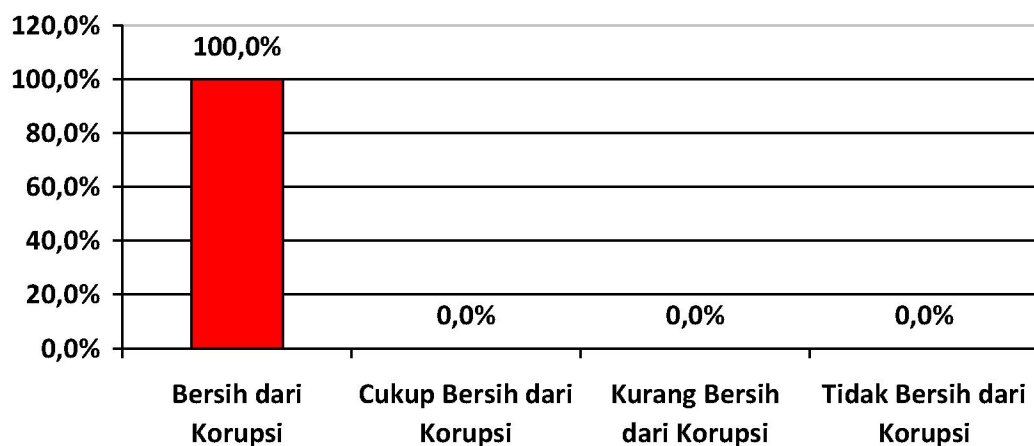 120,0%
100,0%
80,0%
60,0%
40,0%
20,0%
0,0%
100,0%
0,0%
0,0%
0,0%
Bersih dari
Korupsi
Cukup Bersih dari
Korupsi
Kurang Bersih
dari Korupsi
Tidak Bersih dari
Korupsi